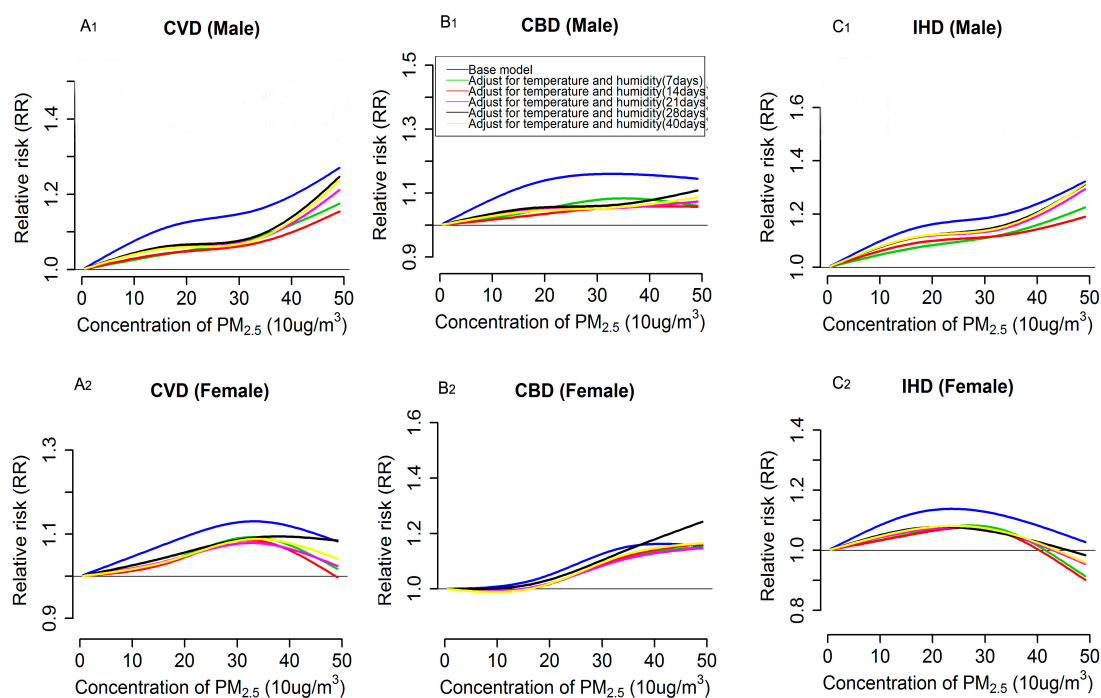 A1
CVD (Male)
Relative risk (RR)
1.0 1.2 1.4
0 10 20 30 40 50
Concentration of PM2.5 (10ug/m³)
B1
CBD (Male)
Relative risk (RR)
0.9 1.1 1.3 1.5
Base model
Adjust for temperature and humidity(7days)
Adjust for temperature and humidity(14days)
Adjust for temperature and humidity(21days)
Adjust for temperature and humidity(28days)
Adjust for temperature and humidity(40days)
0 10 20 30 40 50
Concentration of PM2.5 (10ug/m³)
C1
IHD (Male)
Relative risk (RR)
1.0 1.2 1.4 1.6
0 10 20 30 40 50
Concentration of PM2.5 (10ug/m³)
A2
CVD (Female)
Relative risk (RR)
0.9 1.1 1.3
0 10 20 30 40 50
Concentration of PM2.5 (10ug/m³)
B2
CBD (Female)
Relative risk (RR)
1.0 1.2 1.4 1.6
0 10 20 30 40 50
Concentration of PM2.5 (10ug/m³)
C2
IHD (Female)
Relative risk (RR)
0.8 1.0 1.2 1.4
0 10 20 30 40 50
Concentration of PM2.5 (10ug/m³)